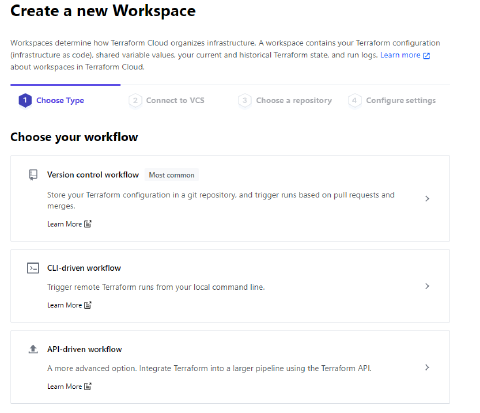 Create a new Workspace
Workspaces determine how Terraform Cloud organizes infrastructure. A workspace contains your Terraform configuration
(infrastructure as code), shared variable values, your current and historical Terraform state, and run logs. Learn more
about workspaces in Terraform Cloud.
1 Choose Type 2 Connect to VCS 3 Choose a repository 4 Configure settings
Choose your workflow
Version control workflow Most common
Store your Terraform configuration in a git repository, and trigger runs based on pull requests and
merges.
Learn More
CLI-driven workflow
Trigger remote Terraform runs from your local command line.
Learn More
API-driven workflow
A more advanced option. Integrate Terraform into a larger pipeline using the Terraform API.
Learn More